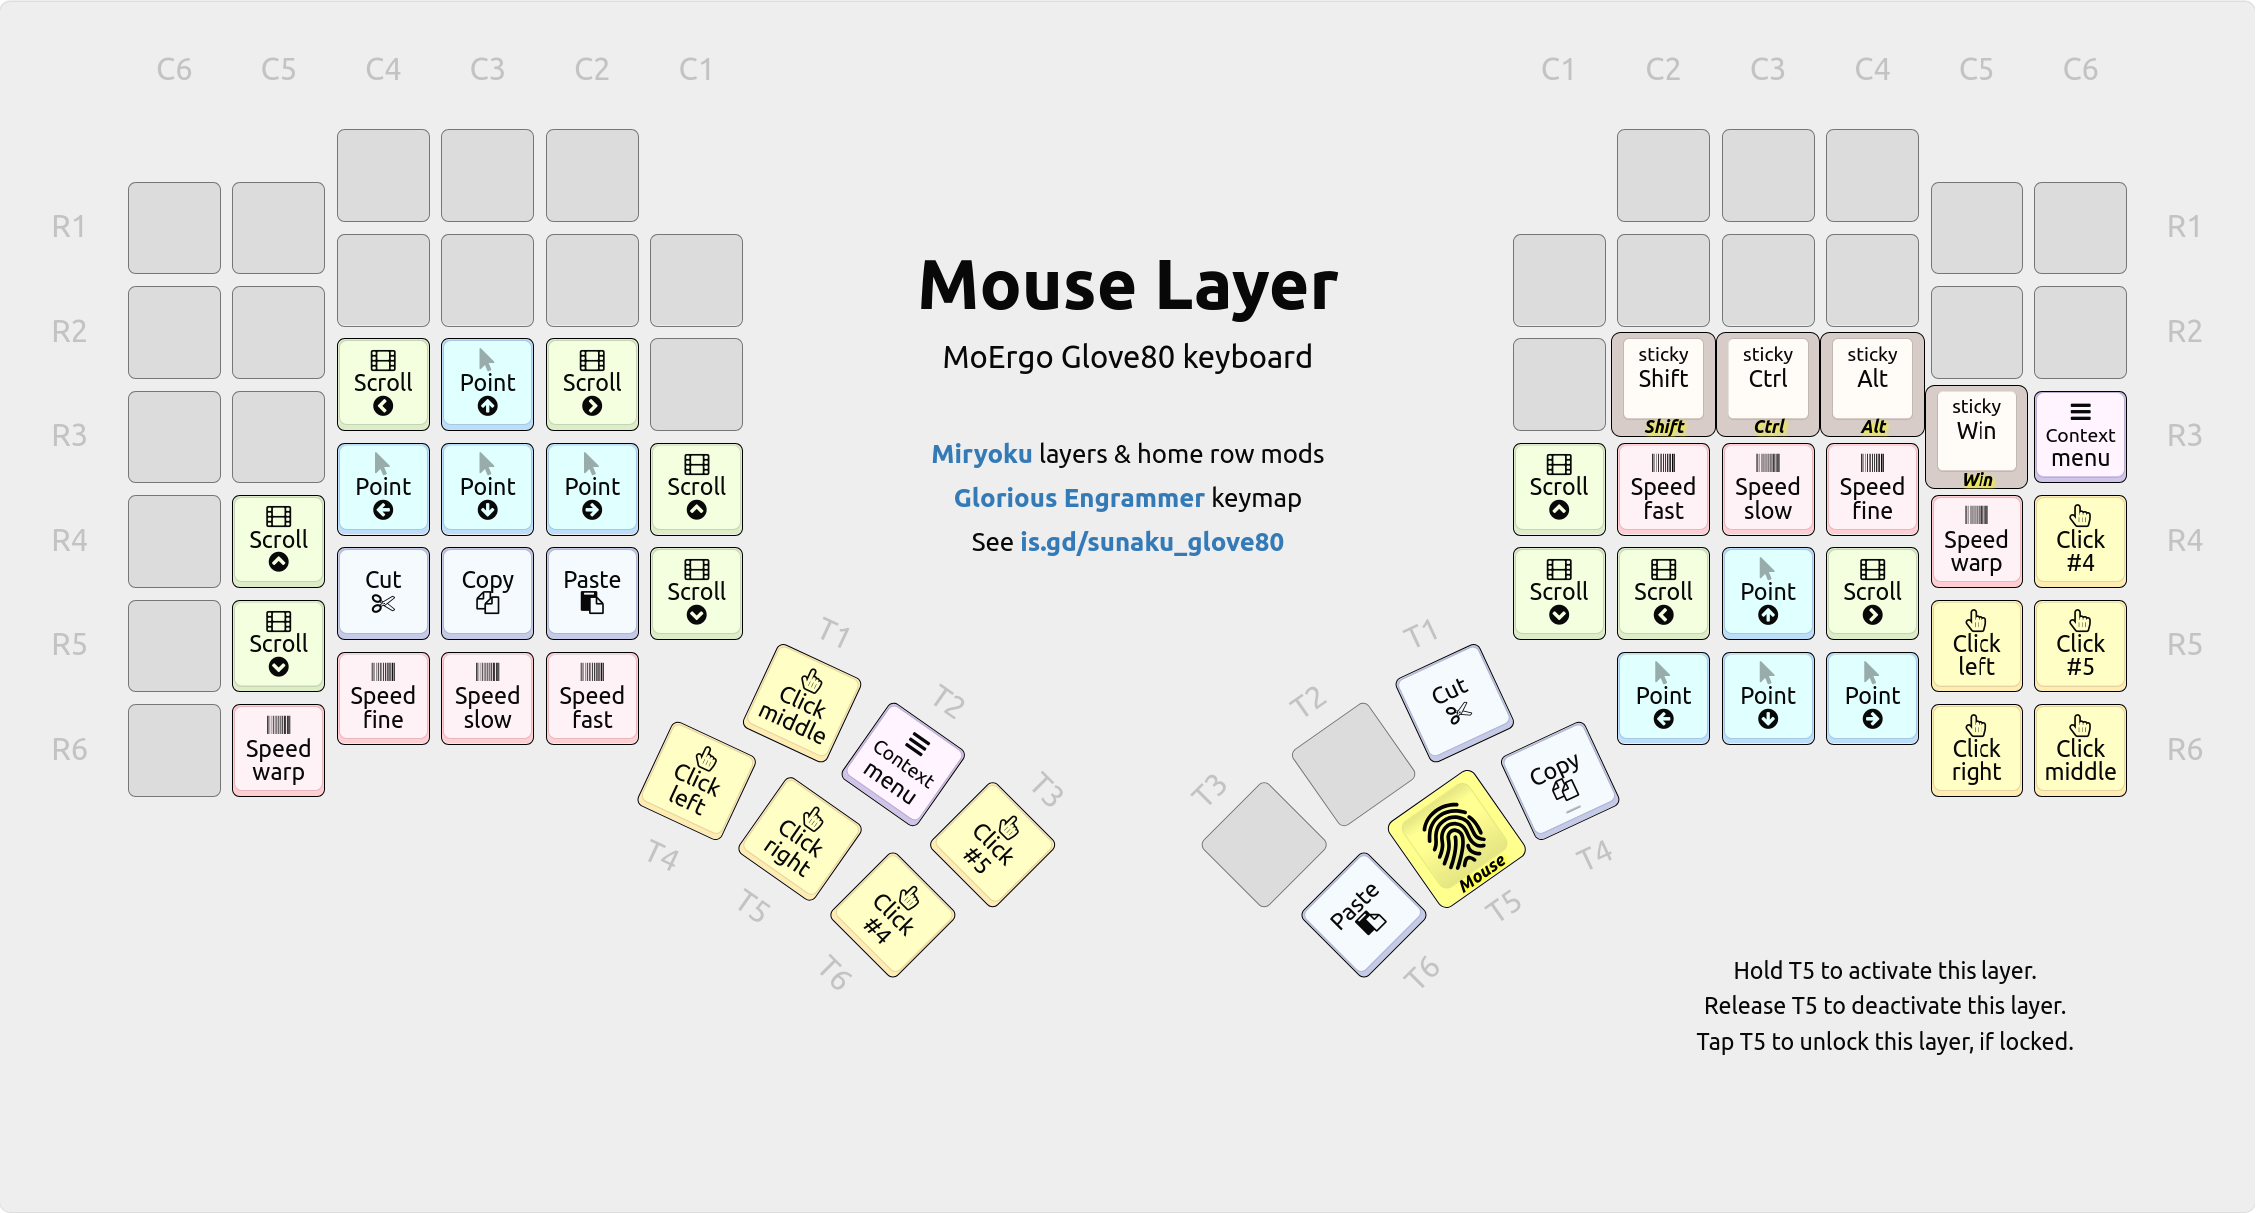 C6 C5 C4 C3 C2 C1 C1 C2 C3 C4 C5 C6
R1 R1
Mouse Layer
R2 R2
MoErgo Glove80 keyboard
Scroll
Point
Scroll
sticky
Shift
Shift
sticky
Ctrl
Ctrl
sticky
Alt
Alt
sticky
Win
Win
Context
menu
R3 R3
Miryoku layers & home row mods
Glorious Engrammer keymap
See is.gd/sunaku_glove80
Scroll
Point
Point
Point
Scroll
Scroll
Speed
fast
Speed
slow
Speed
fine
Speed
warp
Click
#4
R4 R4
Scroll
Cut
Copy
Paste
Scroll
Scroll
Scroll
Point
Scroll
Click
left
Click
#5
R5 R5
Speed
warp
Speed
fine
Speed
slow
Speed
fast
Point
Point
Point
Click
right
Click
middle
R6 R6
T1
Click
middle
T2
Context
menu
T3
Click
#5
Click
left
T4
Click
right
T5
Click
#4
T6
T1
Cut
T2
T3
Copy
T4
Mouse
T5
Paste
T6
Hold T5 to activate this layer.
Release T5 to deactivate this layer.
Tap T5 to unlock this layer, if locked.